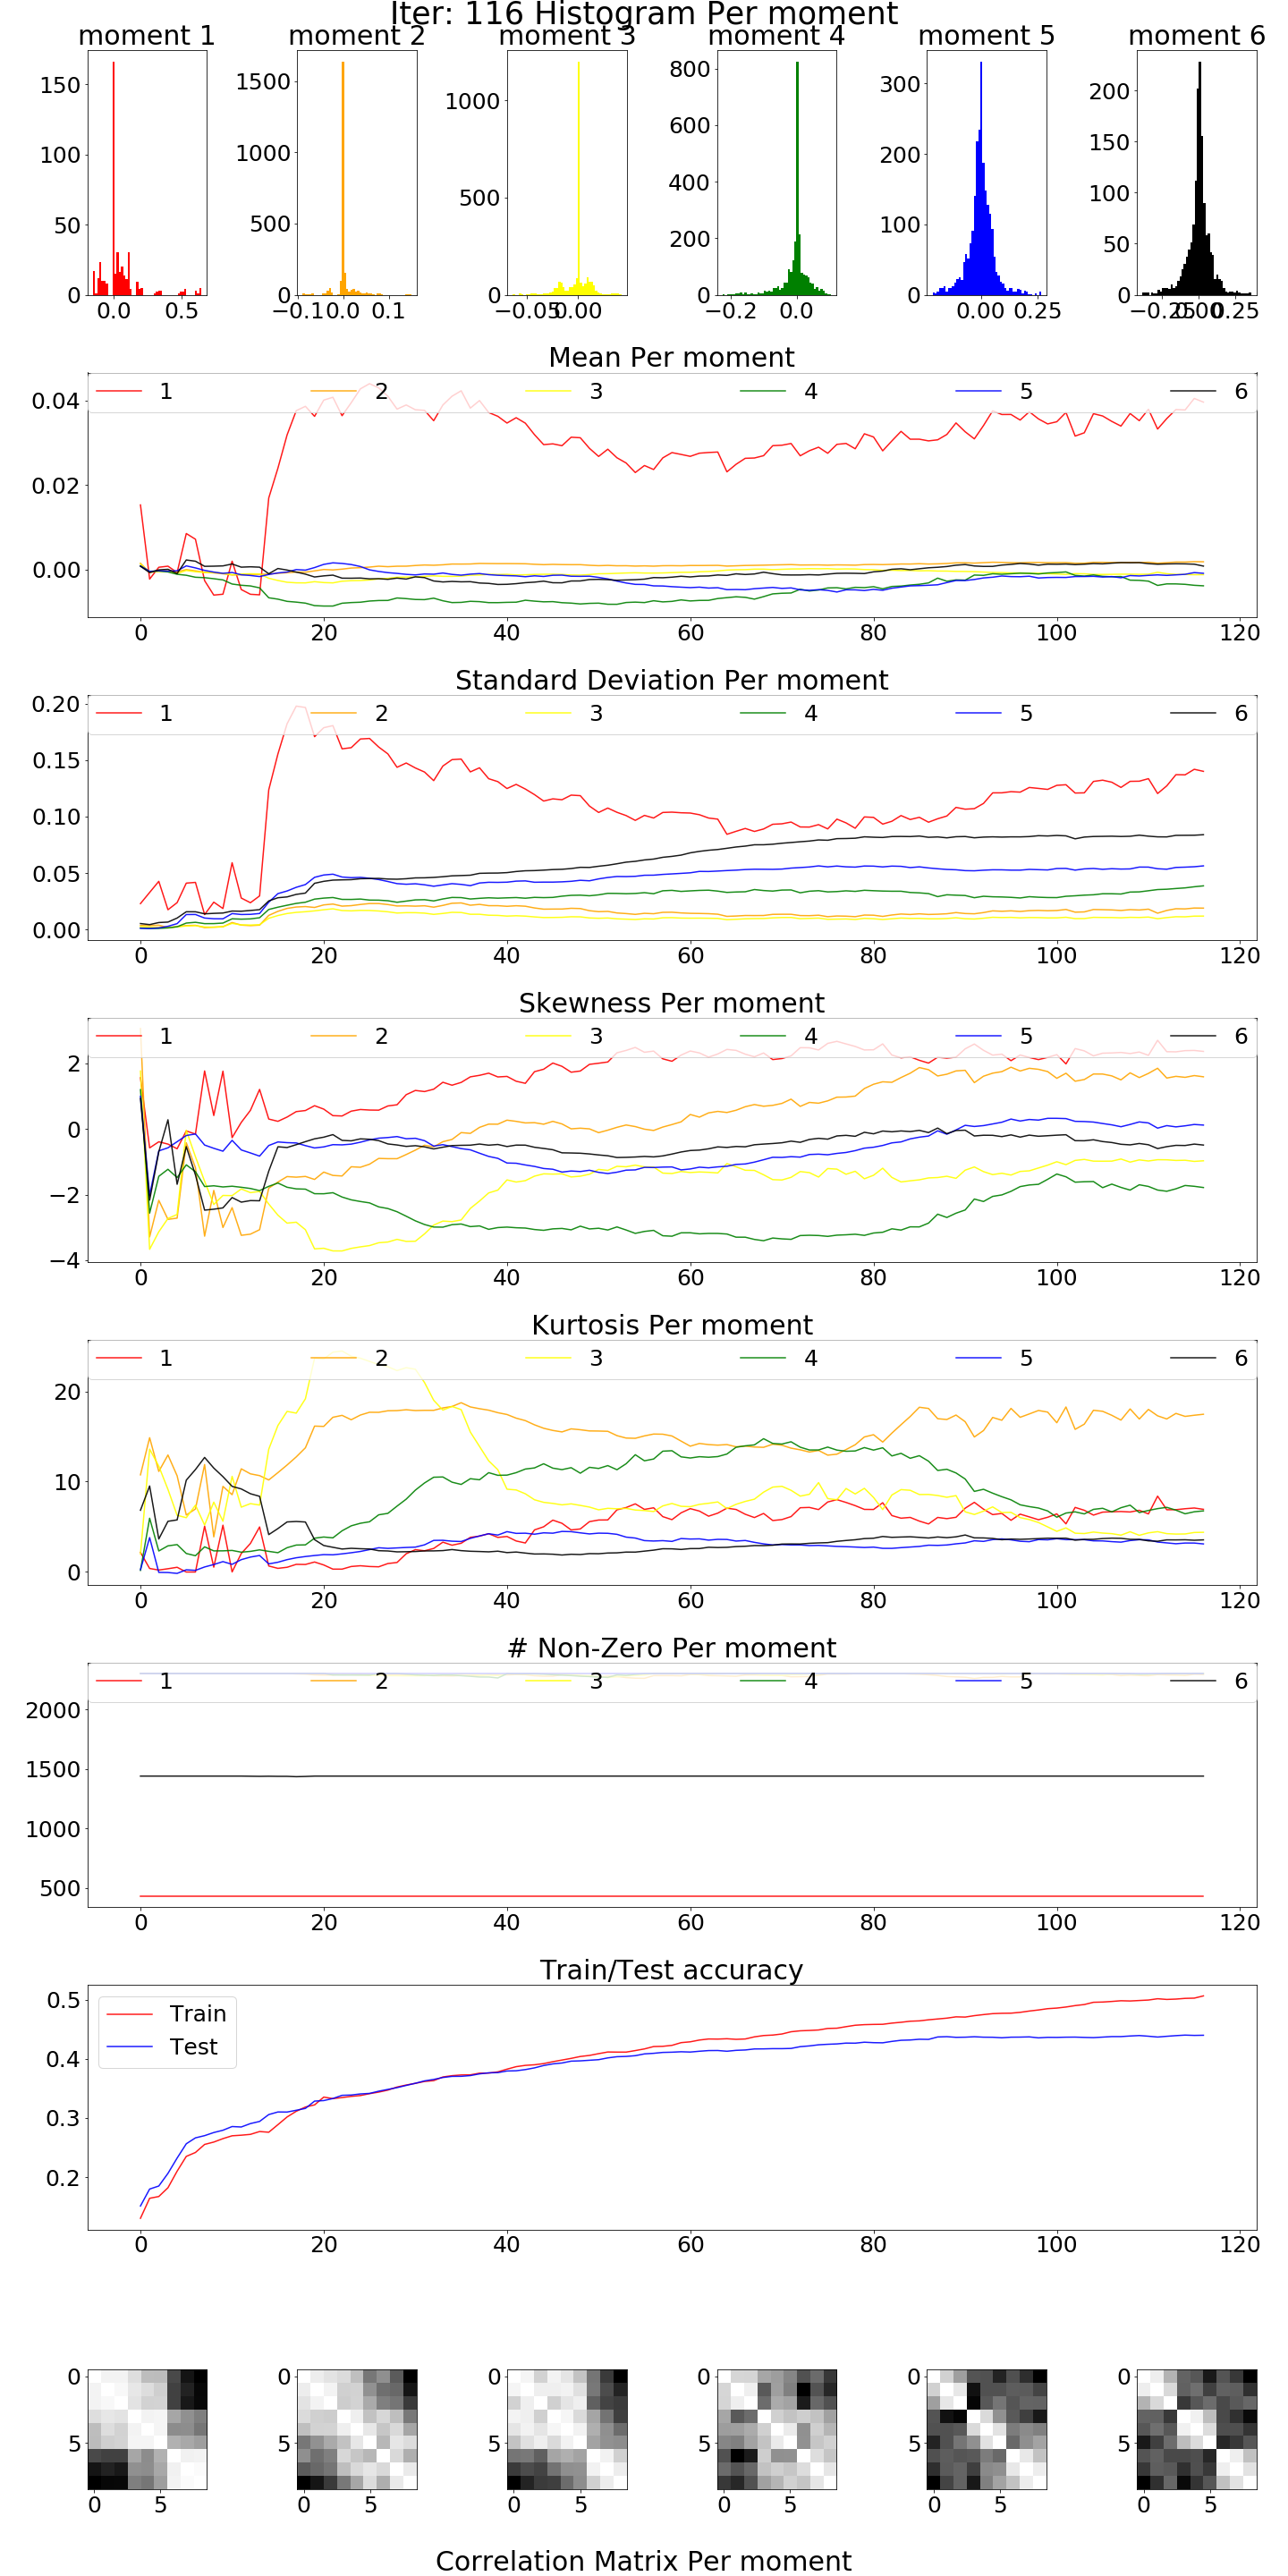 Iter: 116 Histogram Per moment
moment 1 moment 2 moment 3 moment 4 moment 5 moment 6
150 100 50 0 0.0 0.5
1500 1000 500 0 −0.1 0.0 0.1
1000 500 0 −0.05 0.00
800 600 400 200 0 −0.2 0.0
300 200 100 0 0.00 0.25
200 150 100 50 0 −0.25 0.00 0.25
Mean Per moment
1 2 3 4 5 6
0.04
0.02
0.00
0 20 40 60 80 100 120
Standard Deviation Per moment
1 2 3 4 5 6
0.20
0.15
0.10
0.05
0.00
0 20 40 60 80 100 120
Skewness Per moment
1 2 3 4 5 6
2
0
−2
−4
0 20 40 60 80 100 120
Kurtosis Per moment
1 2 3 4 5 6
20
10
0
0 20 40 60 80 100 120
# Non-Zero Per moment
1 2 3 4 5 6
2000
1500
1000
500
0 20 40 60 80 100 120
Train/Test accuracy
Train
Test
0.5
0.4
0.3
0.2
0 20 40 60 80 100 120
0 0 0 0 0 0
5 5 5 5 5 5
0 5 0 5 0 5 0 5 0 5 0 5
Correlation Matrix Per moment